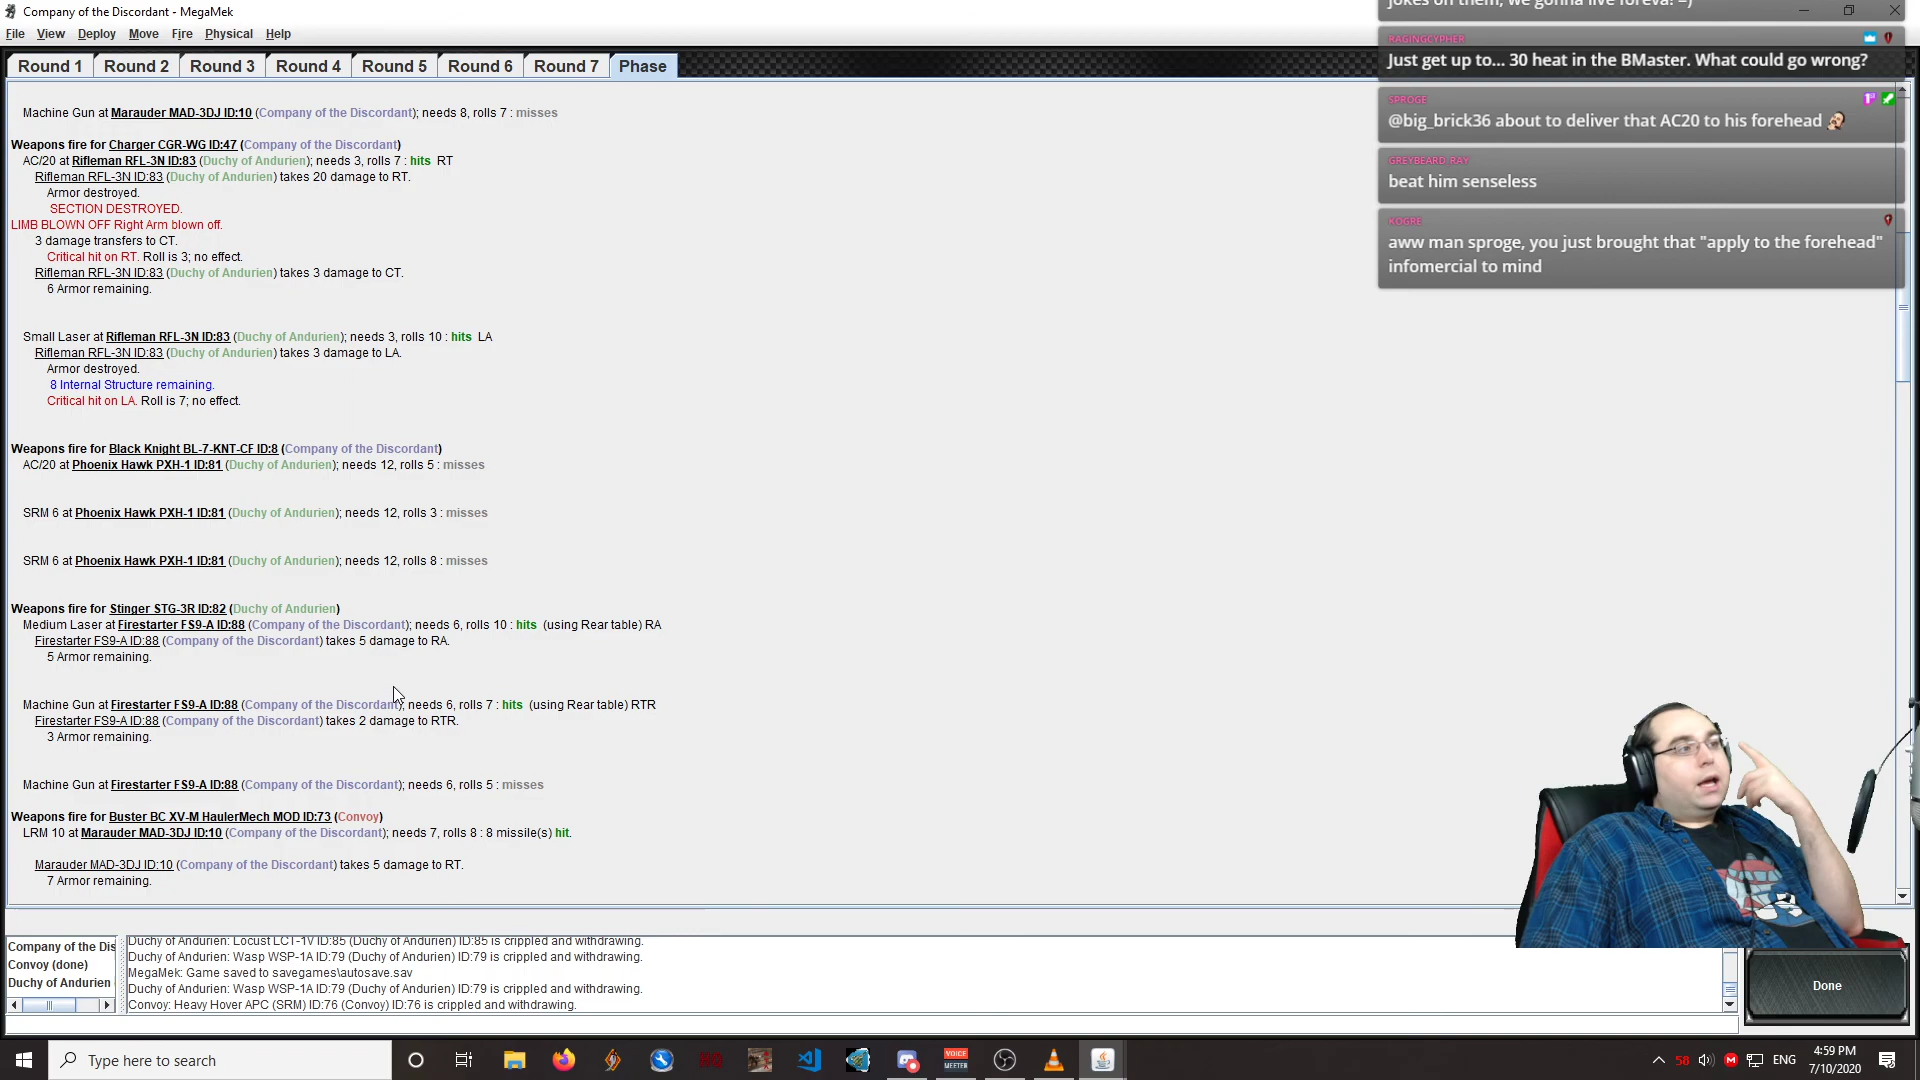 Company of the Discordant - MegaMek
File View Deploy Move Fire Physical Help
Round 1 Round 2 Round 3 Round 4 Round 5 Round 6 Round 7 Phase
Machine Gun at Marauder MAD-3DJ ID:10 (Company of the Discordant); needs 8, rolls 7 : misses
Weapons fire for Charger CGR-WG ID:47 (Company of the Discordant)
AC/20 at Rifleman RFL-3N ID:83 (Duchy of Andurien); needs 3, rolls 7 : hits RT
Rifleman RFL-3N ID:83 (Duchy of Andurien) takes 20 damage to RT.
Armor destroyed.
SECTION DESTROYED.
LIMB BLOWN OFF Right Arm blown off.
3 damage transfers to CT.
Critical hit on RT. Roll is 3; no effect.
Rifleman RFL-3N ID:83 (Duchy of Andurien) takes 3 damage to CT.
6 Armor remaining.
Small Laser at Rifleman RFL-3N ID:83 (Duchy of Andurien); needs 3, rolls 10 : hits LA
Rifleman RFL-3N ID:83 (Duchy of Andurien) takes 3 damage to LA.
Armor destroyed.
8 Internal Structure remaining.
Critical hit on LA. Roll is 7; no effect.
Weapons fire for Black Knight BL-7-KNT-CF ID:8 (Company of the Discordant)
AC/20 at Phoenix Hawk PXH-1 ID:81 (Duchy of Andurien); needs 12, rolls 5 : misses
SRM 6 at Phoenix Hawk PXH-1 ID:81 (Duchy of Andurien); needs 12, rolls 3 : misses
SRM 6 at Phoenix Hawk PXH-1 ID:81 (Duchy of Andurien); needs 12, rolls 8 : misses
Weapons fire for Stinger STG-3R ID:82 (Duchy of Andurien)
Medium Laser at Firestarter FS9-A ID:88 (Company of the Discordant); needs 6, rolls 10 : hits (using Rear table) RA
Firestarter FS9-A ID:88 (Company of the Discordant) takes 5 damage to RA.
5 Armor remaining.
Machine Gun at Firestarter FS9-A ID:88 (Company of the Discordant); needs 6, rolls 7 : hits (using Rear table) RTR
Firestarter FS9-A ID:88 (Company of the Discordant) takes 2 damage to RTR.
3 Armor remaining.
Machine Gun at Firestarter FS9-A ID:88 (Company of the Discordant); needs 6, rolls 5 : misses
Weapons fire for Buster BC XV-M HaulerMech MOD ID:73 (Convoy)
LRM 10 at Marauder MAD-3DJ ID:10 (Company of the Discordant); needs 7, rolls 8 : 8 missile(s) hit.
Marauder MAD-3DJ ID:10 (Company of the Discordant) takes 5 damage to RT.
7 Armor remaining.
jokes on them, we gonna live foreva! =)
RAGINGCYPHER
Just get up to... 30 heat in the BMaster. What could go wrong?
SPROGE
@big_brick36 about to deliver that AC20 to his forehead
GREYBEARD_RAY
beat him senseless
KOGRE
aww man sproge, you just brought that "apply to the forehead"
infomercial to mind
Company of the Dis
Convoy (done)
Duchy of Andurien
Duchy of Andurien: Locust LCT-1V ID:85 (Duchy of Andurien) ID:85 is crippled and withdrawing.
Duchy of Andurien: Wasp WSP-1A ID:79 (Duchy of Andurien) ID:79 is crippled and withdrawing.
MegaMek: Game saved to savegames\autosave.sav
Duchy of Andurien: Wasp WSP-1A ID:79 (Duchy of Andurien) ID:79 is crippled and withdrawing.
Convoy: Heavy Hover APC (SRM) ID:76 (Convoy) ID:76 is crippled and withdrawing.
Done
Type here to search
VOICE
MEETER
58
ENG
4:59 PM
7/10/2020